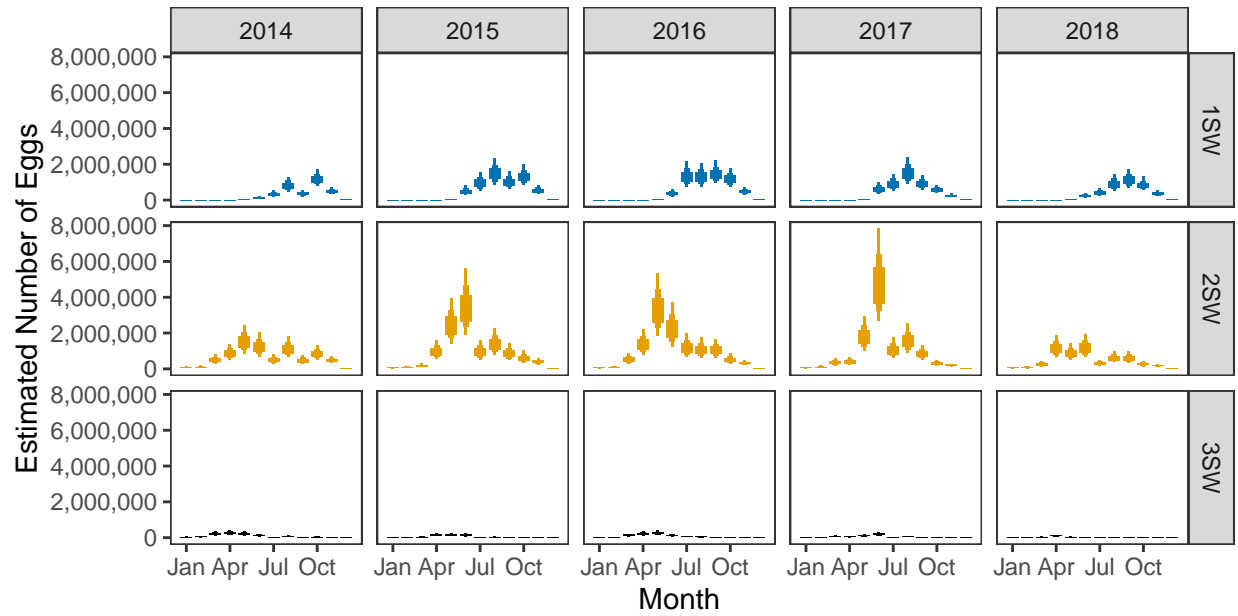 2014 2015 2016 2017 2018
Estimated Number of Eggs
8,000,000
6,000,000
4,000,000
2,000,000
0
1SW
8,000,000
6,000,000
4,000,000
2,000,000
0
2SW
8,000,000
6,000,000
4,000,000
2,000,000
0
3SW
Jan Apr Jul Oct Jan Apr Jul Oct Jan Apr Jul Oct Jan Apr Jul Oct Jan Apr Jul Oct
Month